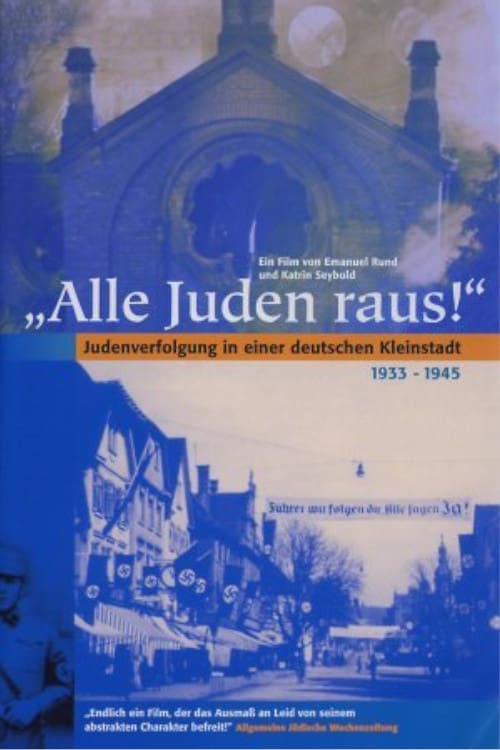 Ein Film von Emanuel Rund
und Katrin Seybold
„Alle Juden raus!“
Judenverfolgung in einer deutschen Kleinstadt
1933 - 1945
Führer wir folgen dir Alle sagen Ja!
„Endlich ein Film, der das Ausmaß an Leid von seinem
abstrakten Charakter befreit!“ Allgemeine Jüdische Wochenzeitung